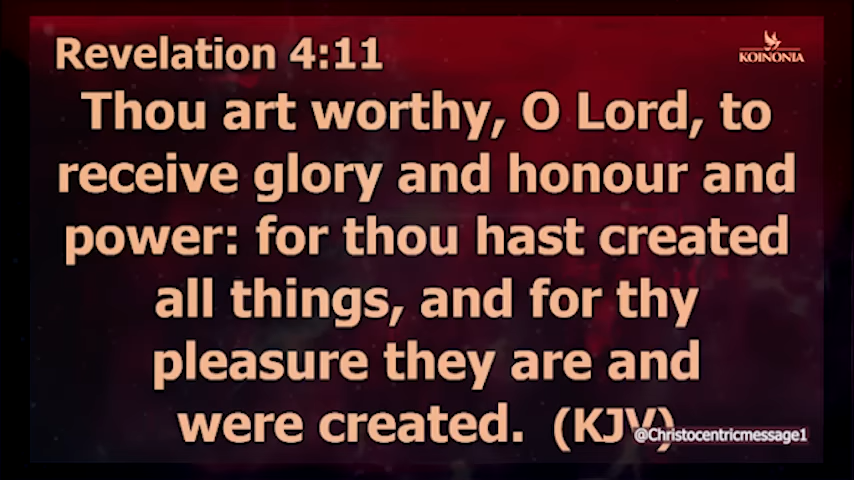 Revelation 4:11
KOINONIA
Thou art worthy, O Lord, to
receive glory and honour and
power: for thou hast created
all things, and for thy
pleasure they are and
were created. (KJV)
@Christocentricmessage1